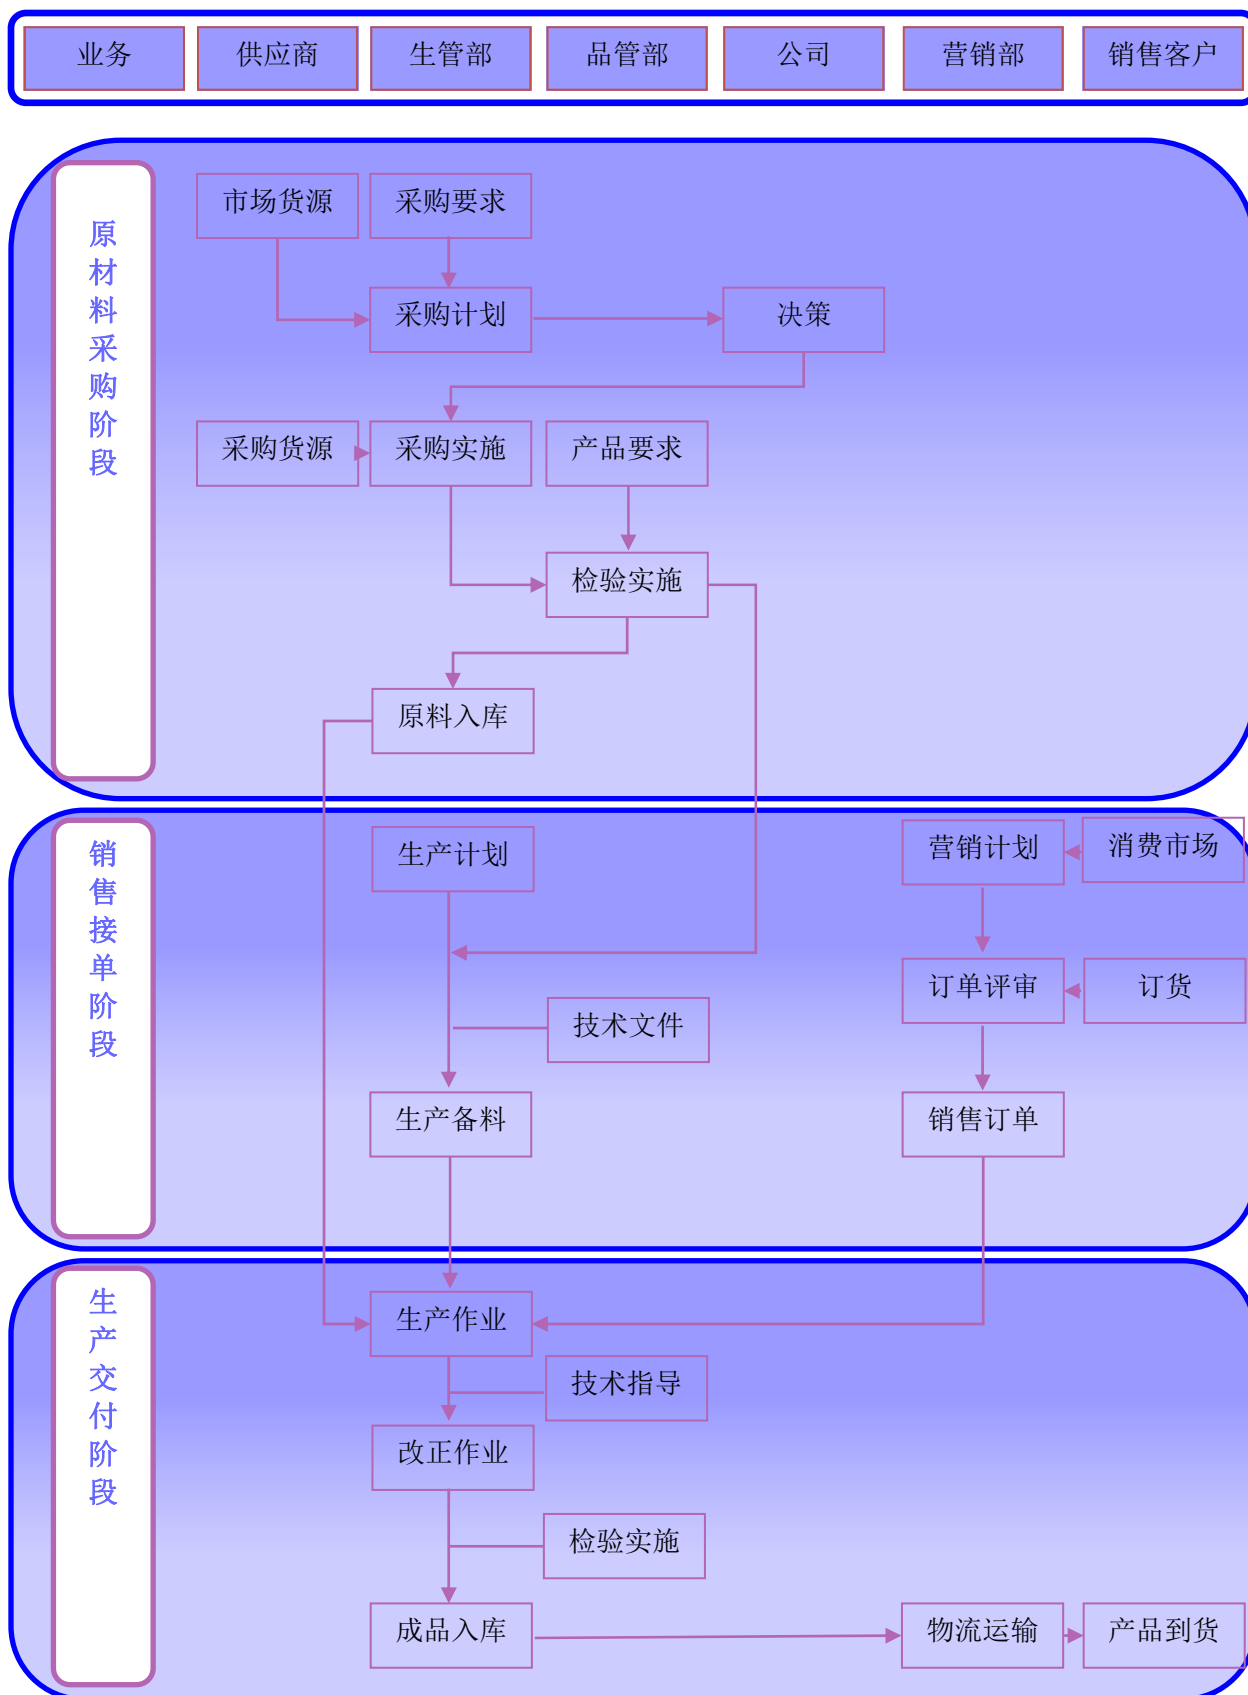 业务 供应商 生管部 品管部 公司 营销部 销售客户
原材料采购阶段
市场货源 采购要求
采购计划 决策
采购货源 采购实施 产品要求
检验实施
原料入库
销售接单阶段
生产计划 营销计划 消费市场
订单评审 订货
技术文件
生产备料 销售订单
生产交付阶段
生产作业
技术指导
改正作业
检验实施
成品入库 物流运输 产品到货